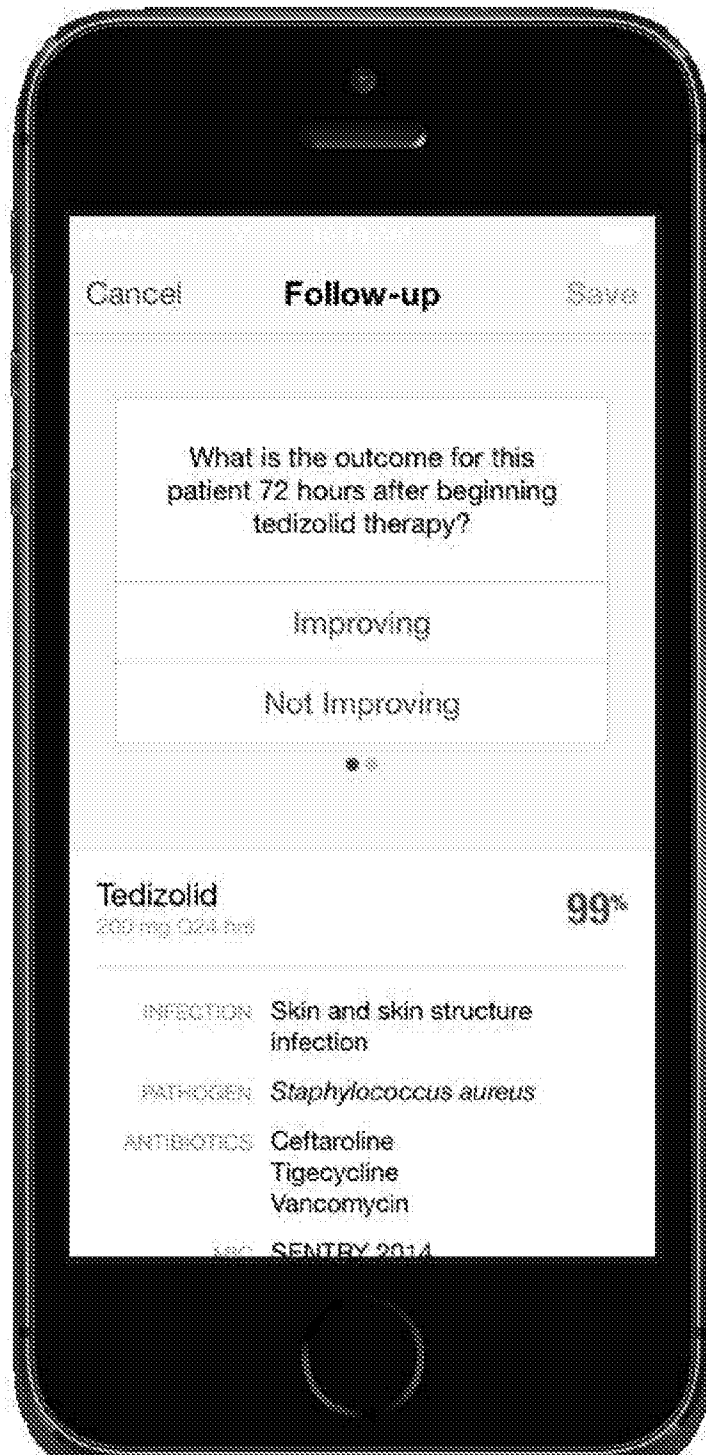 Cancel Follow-up Save
What is the outcome for this
patient 72 hours after beginning
tedizolid therapy?
Improving
Not Improving
Tedizolid 99%
200 mg Q24 hrs
INFECTION Skin and skin structure
infection
PATHOGEN Staphylococcus aureus
ANTIBIOTICS Ceftaroline
Tigecycline
Vancomycin
MIC SENTRY 2014